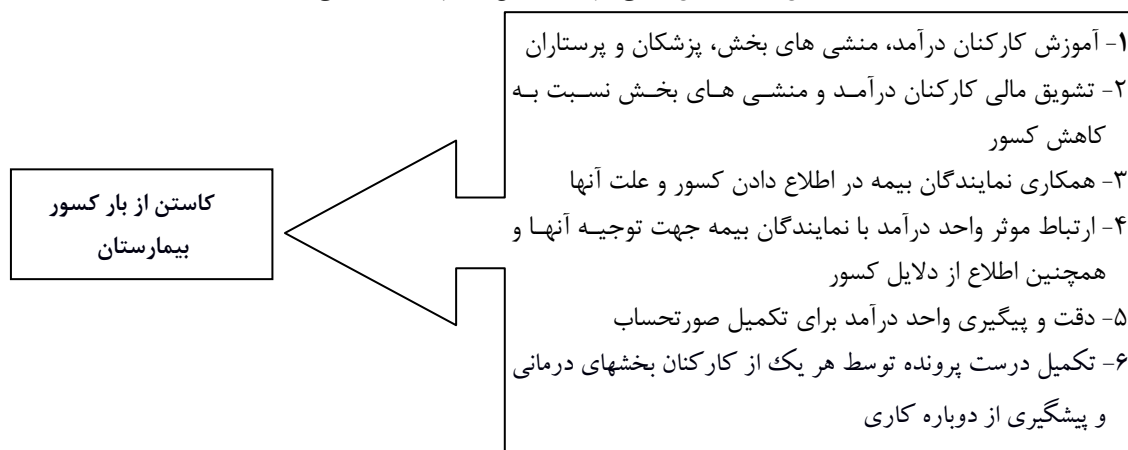 ۱- آموزش کارکنان درآمد، منشی های بخش، پزشکان و پرستاران
۲- تشویق مالی کارکنان درآمد و منشی های بخش نسبت به
کاهش کسور
۳- همکاری نمایندگان بیمه در اطلاع دادن کسور و علت آنها
۴- ارتباط موثر واحد درآمد با نمایندگان بیمه جهت توجیه آنها و
همچنین اطلاع از دلایل کسور
۵- دقت و پیگیری واحد درآمد برای تکمیل صورتحساب
۶- تکمیل درست پرونده توسط هر یک از کارکنان بخشهای درمانی
و پیشگیری از دوباره کاری
کاستن از بار کسور
بیمارستان